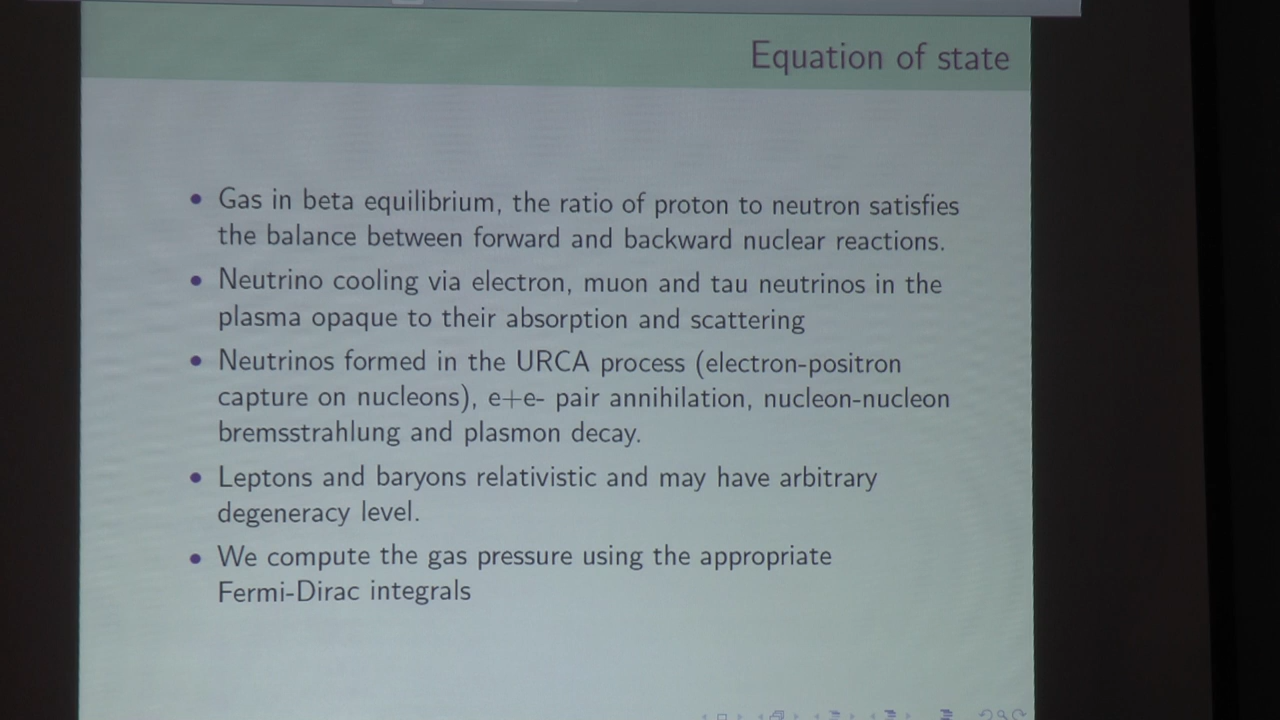 Equation of state
• Gas in beta equilibrium, the ratio of proton to neutron satisfies
the balance between forward and backward nuclear reactions.
• Neutrino cooling via electron, muon and tau neutrinos in the
plasma opaque to their absorption and scattering
• Neutrinos formed in the URCA process (electron-positron
capture on nucleons), e+e- pair annihilation, nucleon-nucleon
bremsstrahlung and plasmon decay.
• Leptons and baryons relativistic and may have arbitrary
degeneracy level.
• We compute the gas pressure using the appropriate
Fermi-Dirac integrals